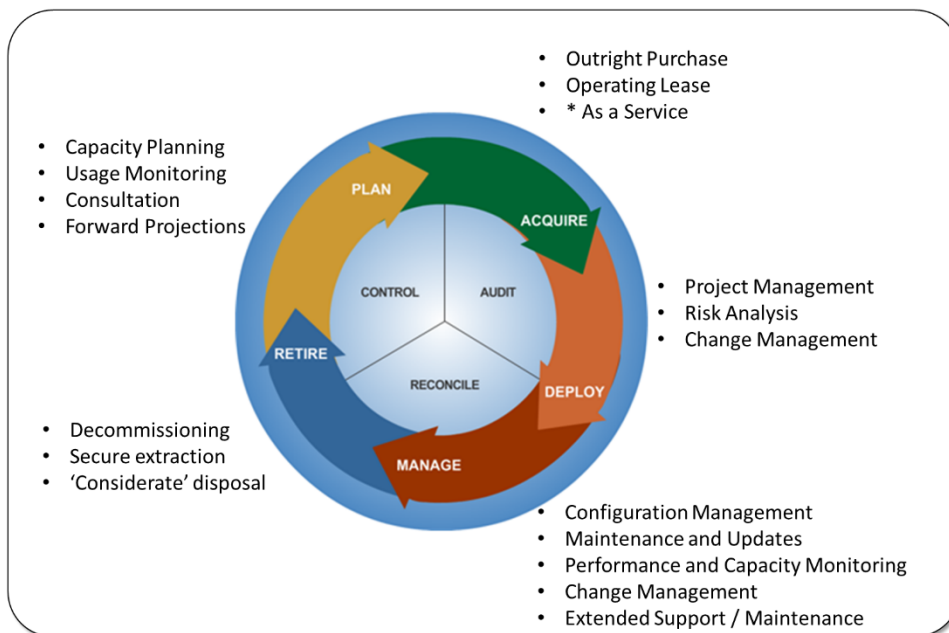 • Outright Purchase
• Operating Lease
• * As a Service
• Capacity Planning
• Usage Monitoring
• Consultation
• Forward Projections
PLAN
ACQUIRE
CONTROL
AUDIT
• Project Management
• Risk Analysis
• Change Management
RETIRE
RECONCILE
DEPLOY
• Decommissioning
• Secure extraction
• ‘Considerate’ disposal
MANAGE
• Configuration Management
• Maintenance and Updates
• Performance and Capacity Monitoring
• Change Management
• Extended Support / Maintenance